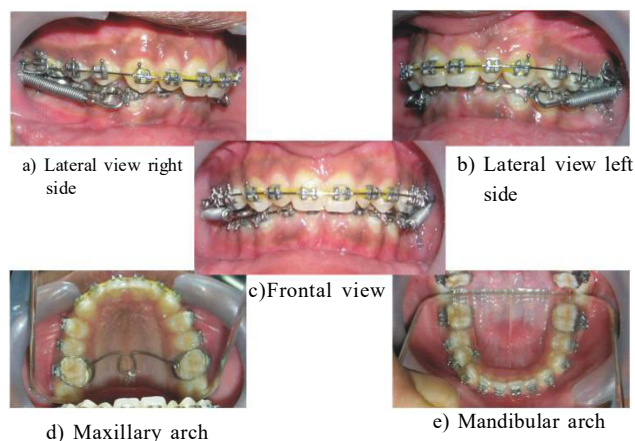 a) Lateral view right
side
b) Lateral view left
side
c)Frontal view
d) Maxillary arch
e) Mandibular arch